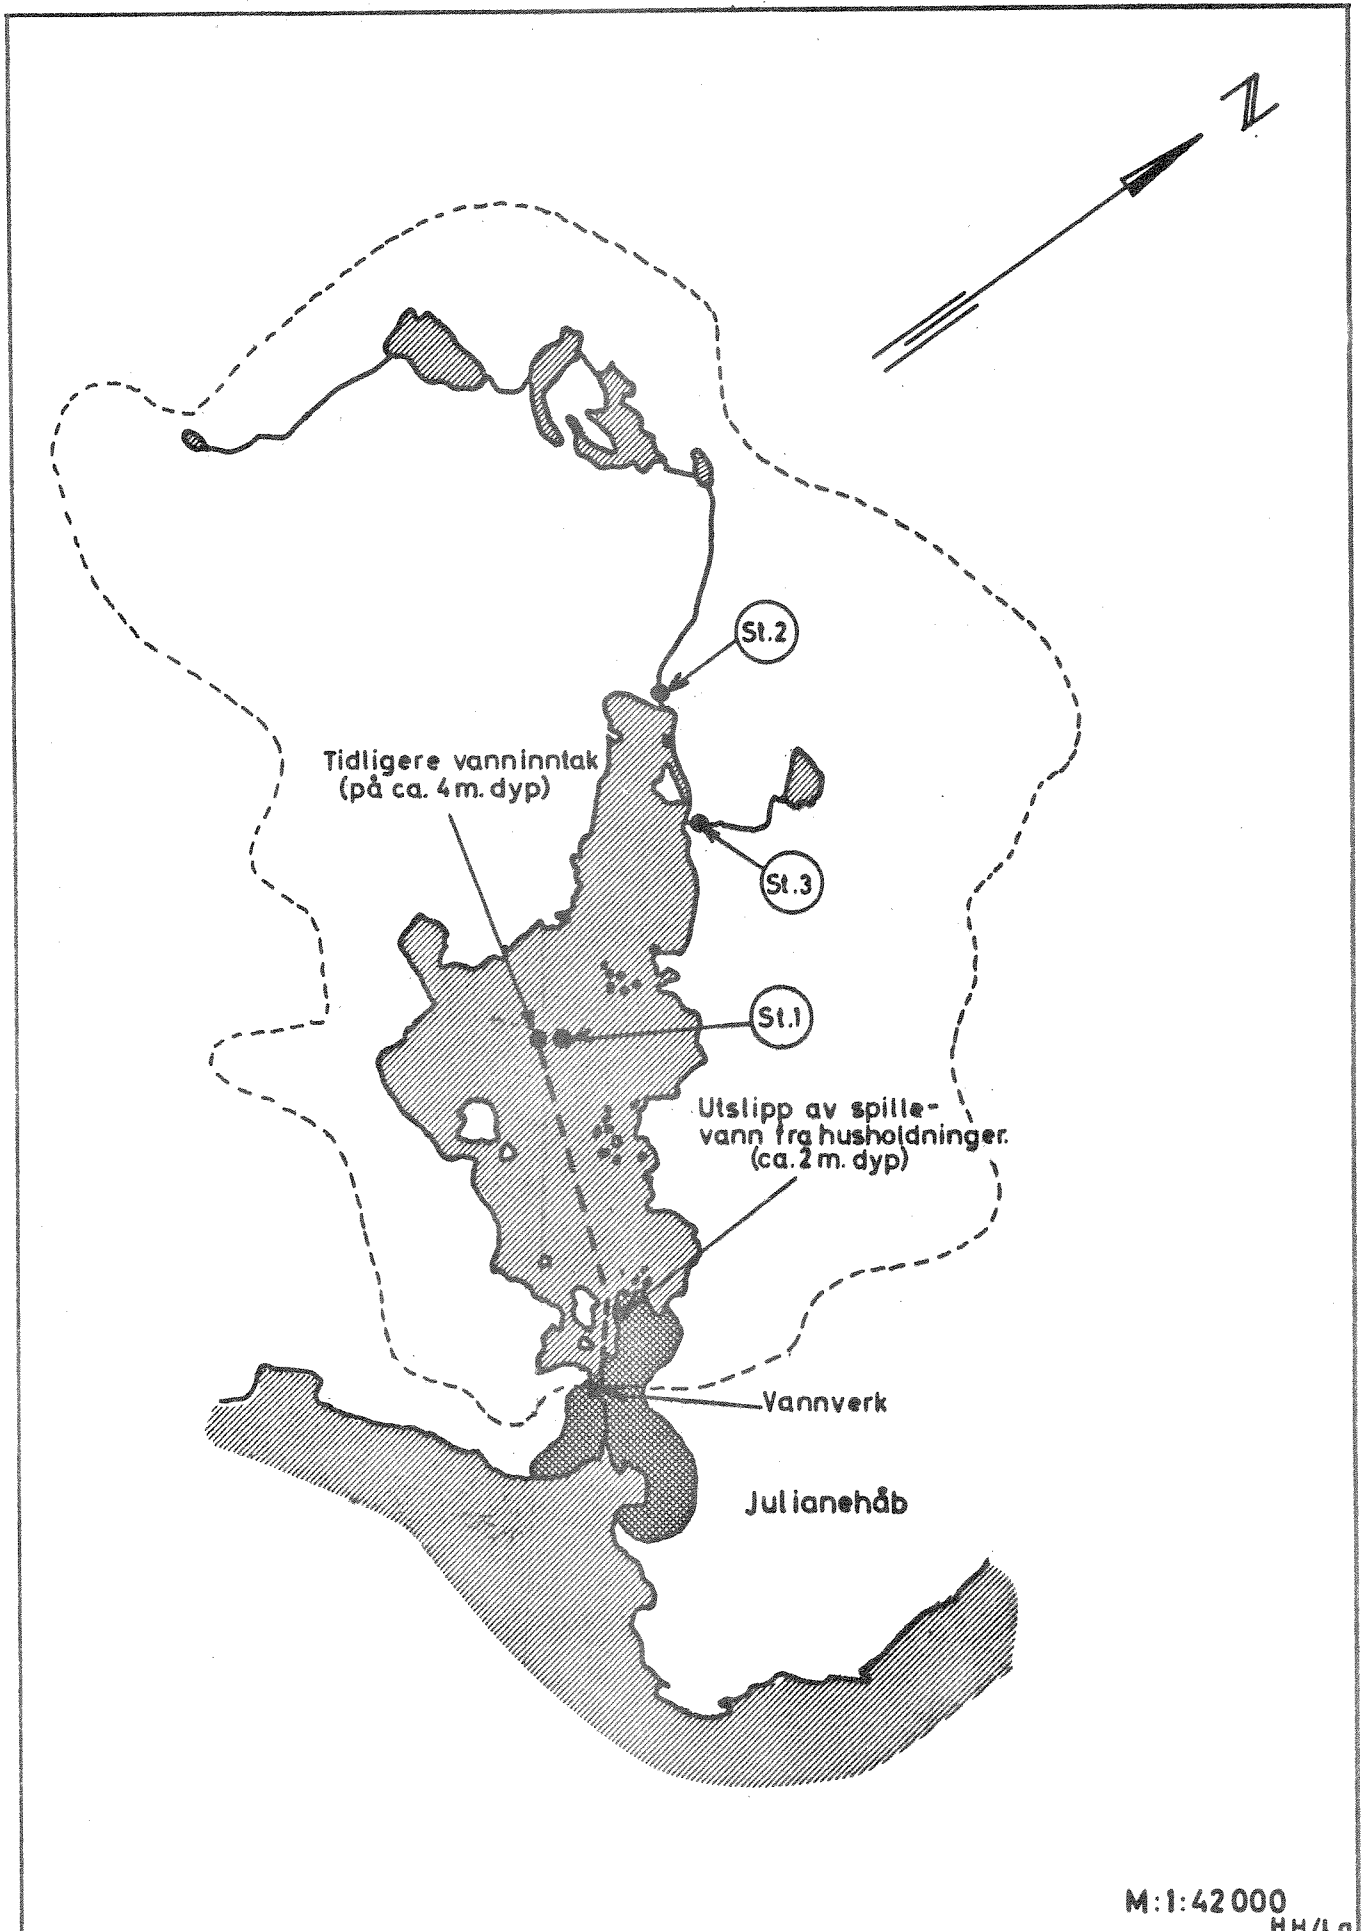 N
St.2
Tidligere vanninntak
(på ca. 4 m. dyp)
St.3
St.1
Utslipp av spille-
vann fra husholdninger.
(ca. 2 m. dyp)
Vannverk
Julianehåb
M:1:42000